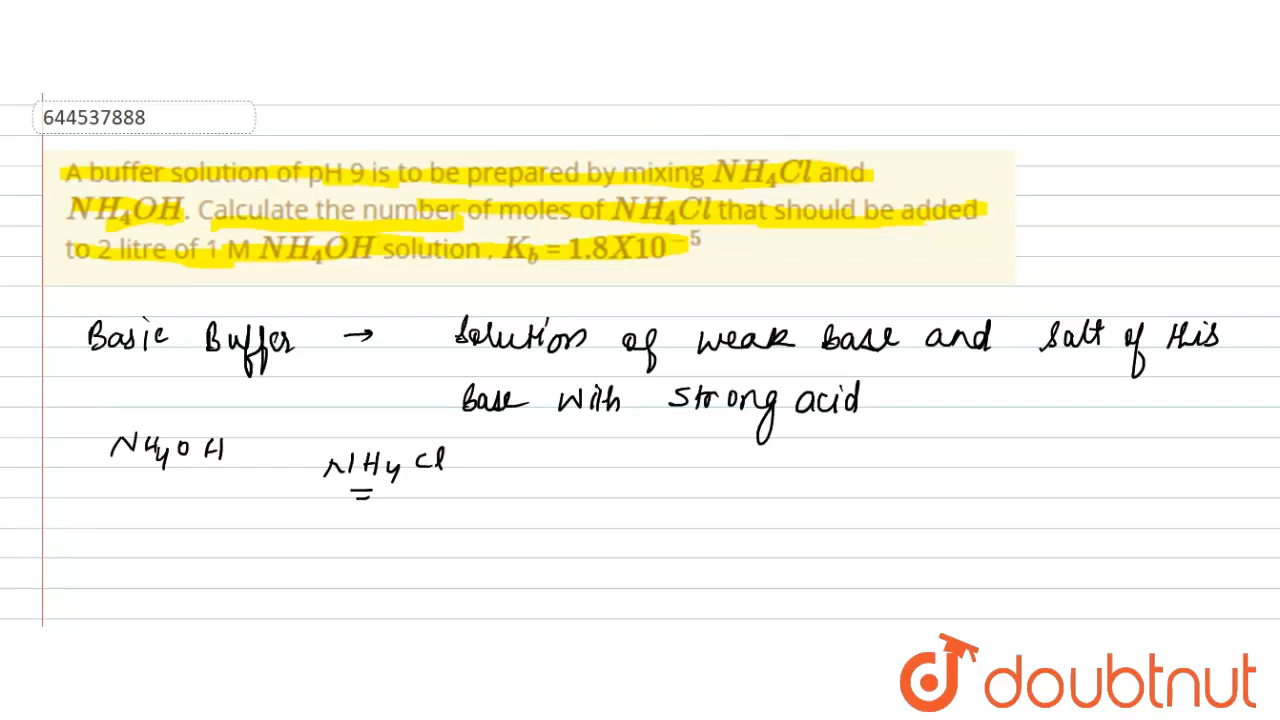 644537888
A buffer solution of pH 9 is to be prepared by mixing NH₄Cl and
NH₄OH. Calculate the number of moles of NH₄Cl that should be added
to 2 litre of 1 M NH₄OH solution , K_b = 1.8X10⁻⁵
Basic Buffer → Solution of weak Base and Salt of this
Base with strong acid
NH₄OH NH₄Cl
doubtnut